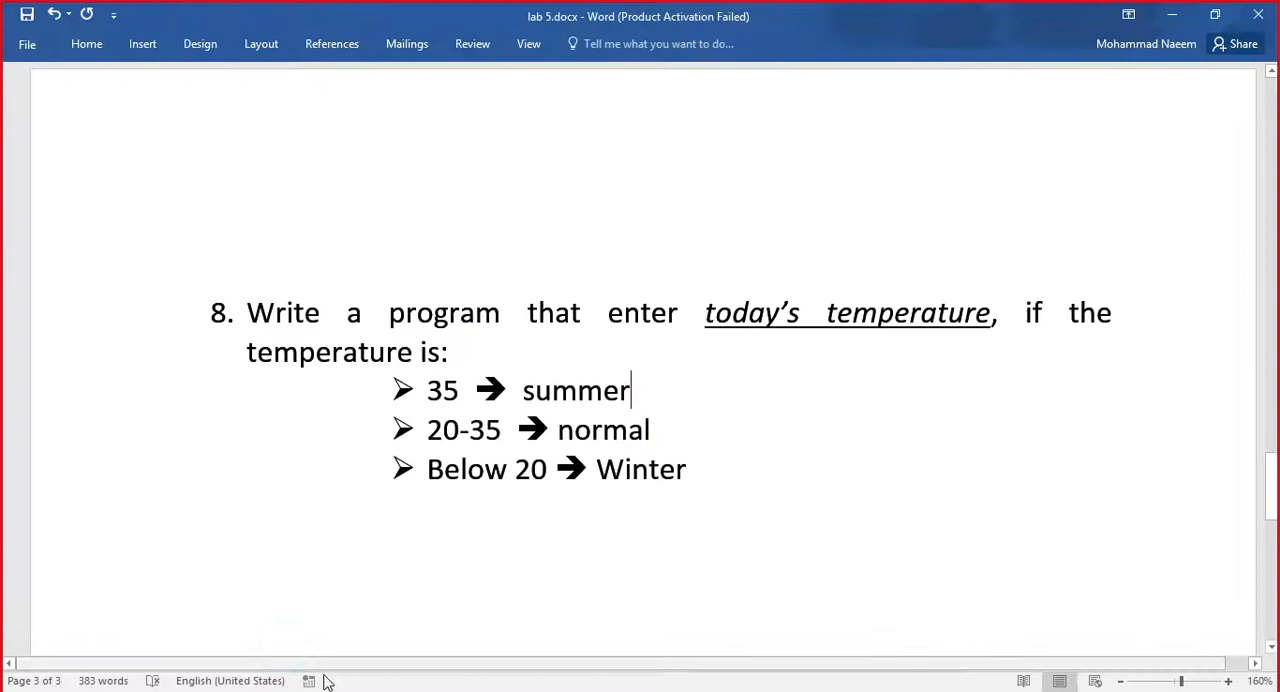 lab 5.docx - Word (Product Activation Failed)
File Home Insert Design Layout References Mailings Review View Tell me what you want to do... Mohammad Naeem Share
8. Write a program that enter today’s temperature, if the
temperature is:
➢ 35 ➔ summer
➢ 20-35 ➔ normal
➢ Below 20 ➔ Winter
Page 3 of 3 383 words English (United States) 160%